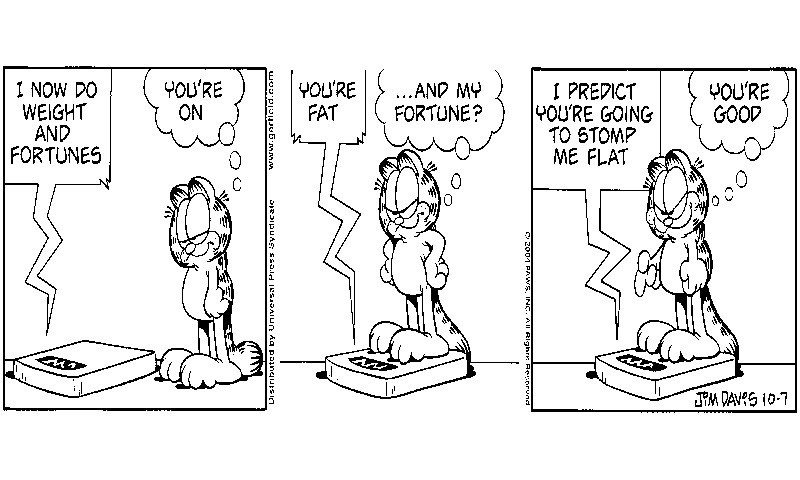 I NOW DO
WEIGHT
AND
FORTUNES
YOU'RE
ON
Distributed by Universal Press Syndicate
www.garfield.com
YOU'RE
FAT
...AND MY
FORTUNE?
© 2001 PAWS, INC. All Rights Reserved.
I PREDICT
YOU'RE GOING
TO STOMP
ME FLAT
YOU'RE
GOOD
JIM DAVIS 10-7